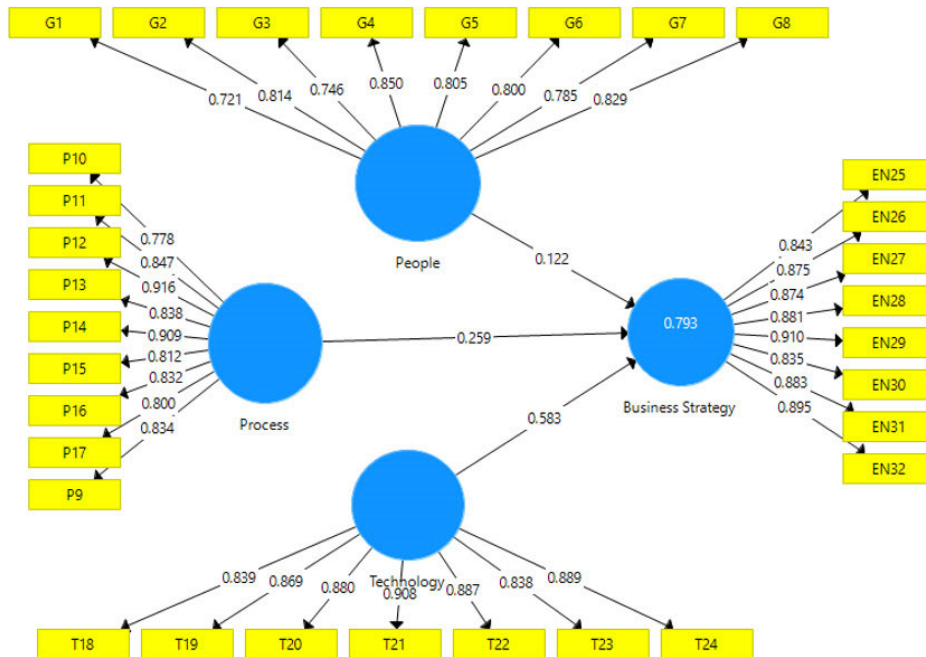 G1 G2 G3 G4 G5 G6 G7 G8
0.721 0.814 0.746 0.850 0.805 0.800 0.785 0.829
People
P10
P11
P12
P13
P14
P15
P16
P17
P9
0.778
0.847
0.916
0.838
0.909
0.812
0.832
0.800
0.834
Process
0.122
0.259
0.583
0.793
Business Strategy
0.843
0.875
0.874
0.881
0.910
0.835
0.883
0.895
EN25
EN26
EN27
EN28
EN29
EN30
EN31
EN32
Technology
0.839 0.869 0.880 0.908 0.887 0.838 0.889
T18 T19 T20 T21 T22 T23 T24